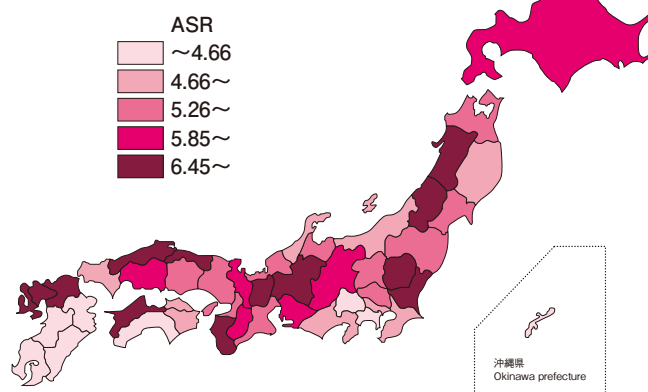 ASR
～4.66
4.66～
5.26～
5.85～
6.45～
沖縄県
Okinawa prefecture